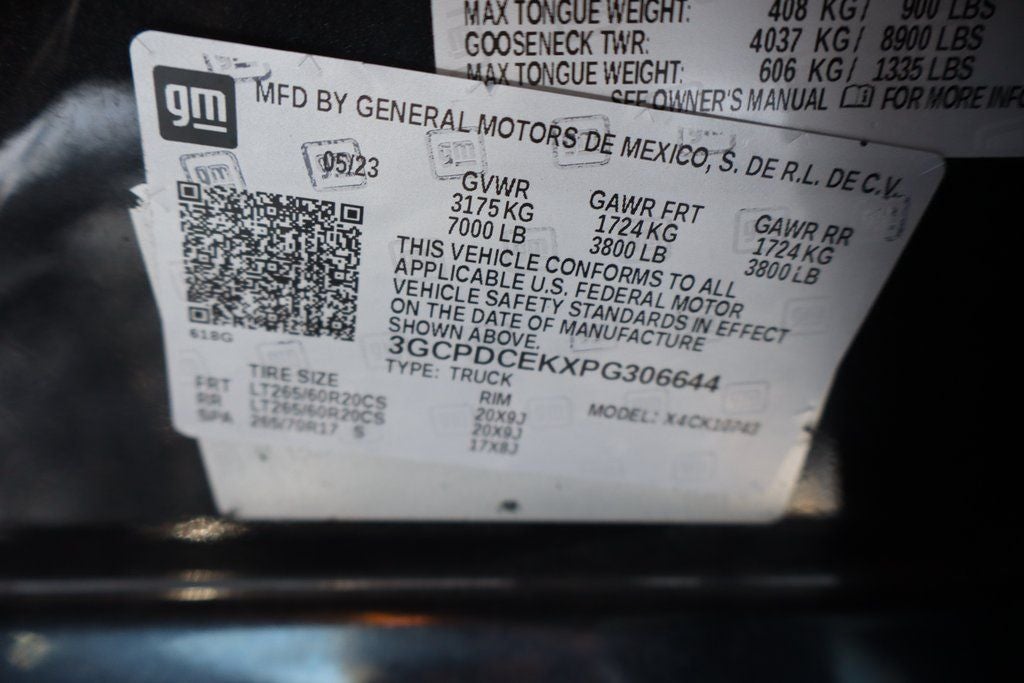 MAX TONGUE WEIGHT: 408 KG/ 900 LBS
GOOSENECK TWR: 4037 KG/ 8900 LBS
MAX TONGUE WEIGHT: 606 KG/ 1335 LBS
SEE OWNER'S MANUAL FOR MORE INFO
gm
MFD BY GENERAL MOTORS DE MEXICO, S. DE R.L. DE C.V.
05/23
GVWR GAWR FRT GAWR RR
3175 KG 1724 KG 1724 KG
7000 LB 3800 LB 3800 LB
THIS VEHICLE CONFORMS TO ALL
APPLICABLE U.S. FEDERAL MOTOR
VEHICLE SAFETY STANDARDS IN EFFECT
ON THE DATE OF MANUFACTURE
SHOWN ABOVE.
3GCPDCEKXPG306644
TYPE: TRUCK
MODEL: X4CK10743
618G
TIRE SIZE RIM
FRT LT265/60R20CS 20X9J
RR LT265/60R20CS 20X9J
SPA 265/70R17 S 17X8J